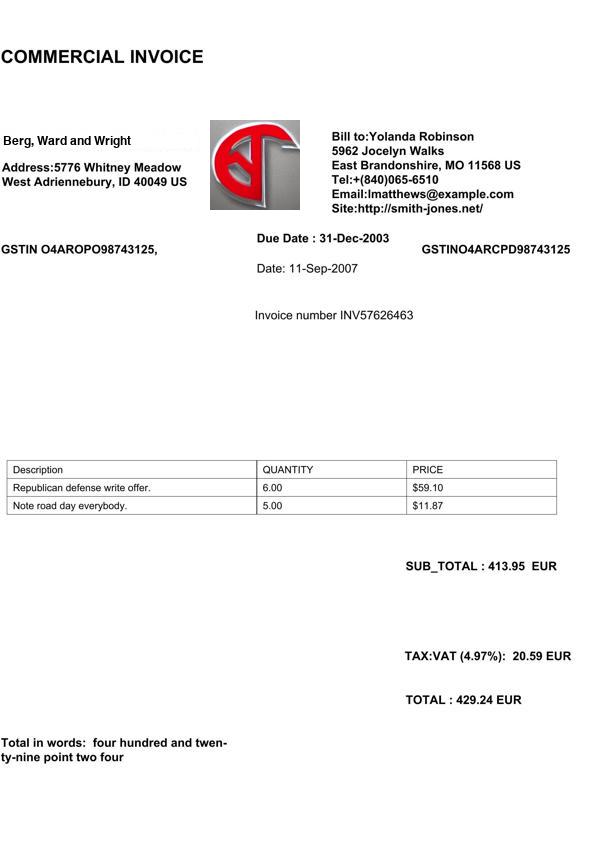 COMMERCIAL INVOICE
Berg, Ward and Wright
Address:5776 Whitney Meadow
West Adriennebury, ID 40049 US
Bill to:Yolanda Robinson
5962 Jocelyn Walks
East Brandonshire, MO 11568 US
Tel:+(840)065-6510
Email:lmatthews@example.com
Site:http://smith-jones.net/
GSTIN O4AROPO98743125,
Due Date : 31-Dec-2003
GSTINO4ARCPD98743125
Date: 11-Sep-2007
Invoice number INV57626463
Description QUANTITY PRICE
Republican defense write offer. 6.00 $59.10
Note road day everybody. 5.00 $11.87
SUB_TOTAL : 413.95 EUR
TAX:VAT (4.97%): 20.59 EUR
TOTAL : 429.24 EUR
Total in words: four hundred and twen-
ty-nine point two four